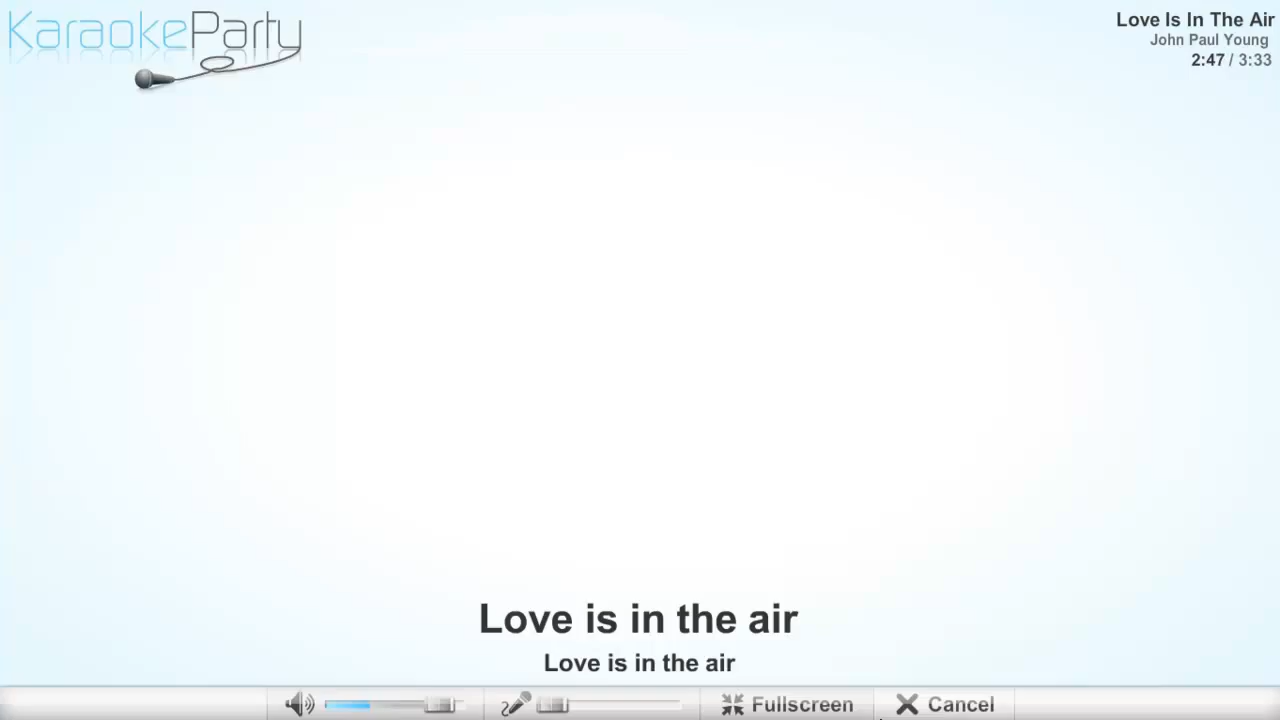 KaraokeParty
Love Is In The Air
John Paul Young
2:47 / 3:33
Love is in the air
Love is in the air
Fullscreen
Cancel